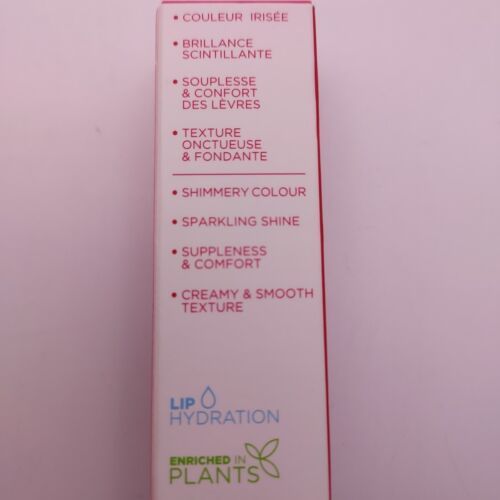 • COULEUR IRISÉE
• BRILLANCE
SCINTILLANTE
• SOUPLESSE
& CONFORT
DES LÈVRES
• TEXTURE
ONCTUEUSE
& FONDANTE
• SHIMMERY COLOUR
• SPARKLING SHINE
• SUPPLENESS
& COMFORT
• CREAMY & SMOOTH
TEXTURE
LIP
HYDRATION
ENRICHED IN
PLANTS